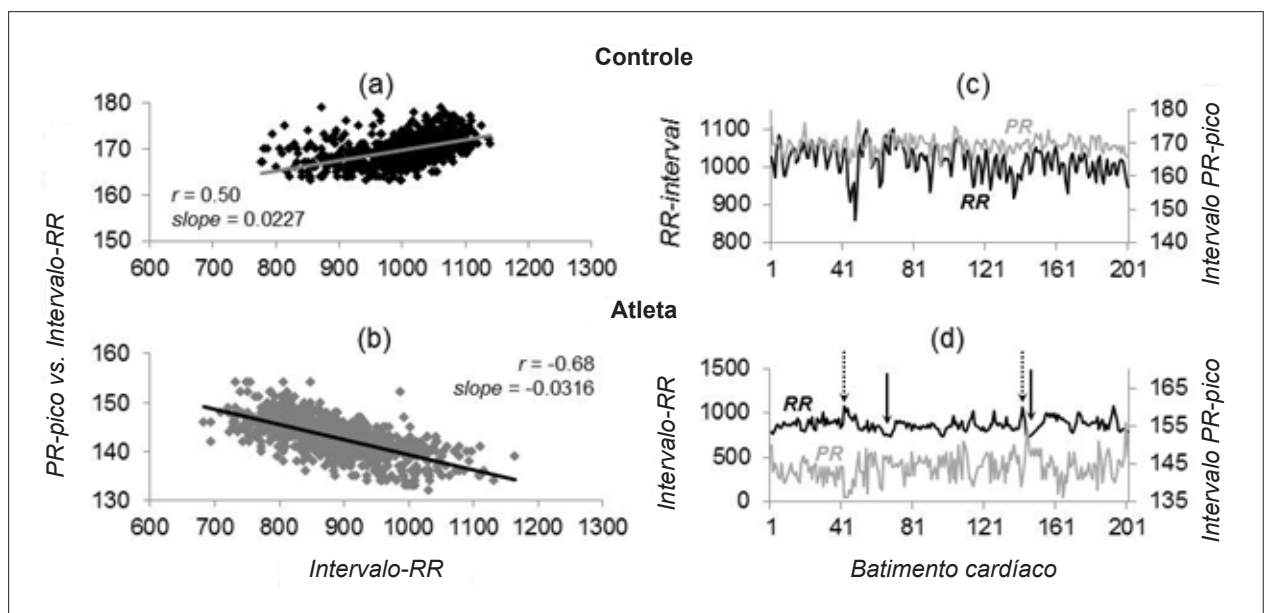 Controle
(a)
180
170
160
150
r = 0.50
slope = 0.0227
600 700 800 900 1000 1100 1200 1300
(c)
RR-interval
1100
1000
900
800
PR
RR
180
170
160
150
140
Intervalo PR-pico
1 41 81 121 161 201
PR-pico vs. Intervalo-RR
Atleta
(b)
160
150
140
130
r = -0.68
slope = -0.0316
600 700 800 900 1000 1100 1200 1300
Intervalo-RR
(d)
Intervalo-RR
1500
1000
500
0
RR
PR
165
155
145
135
Intervalo PR-pico
1 41 81 121 161 201
Batimento cardíaco